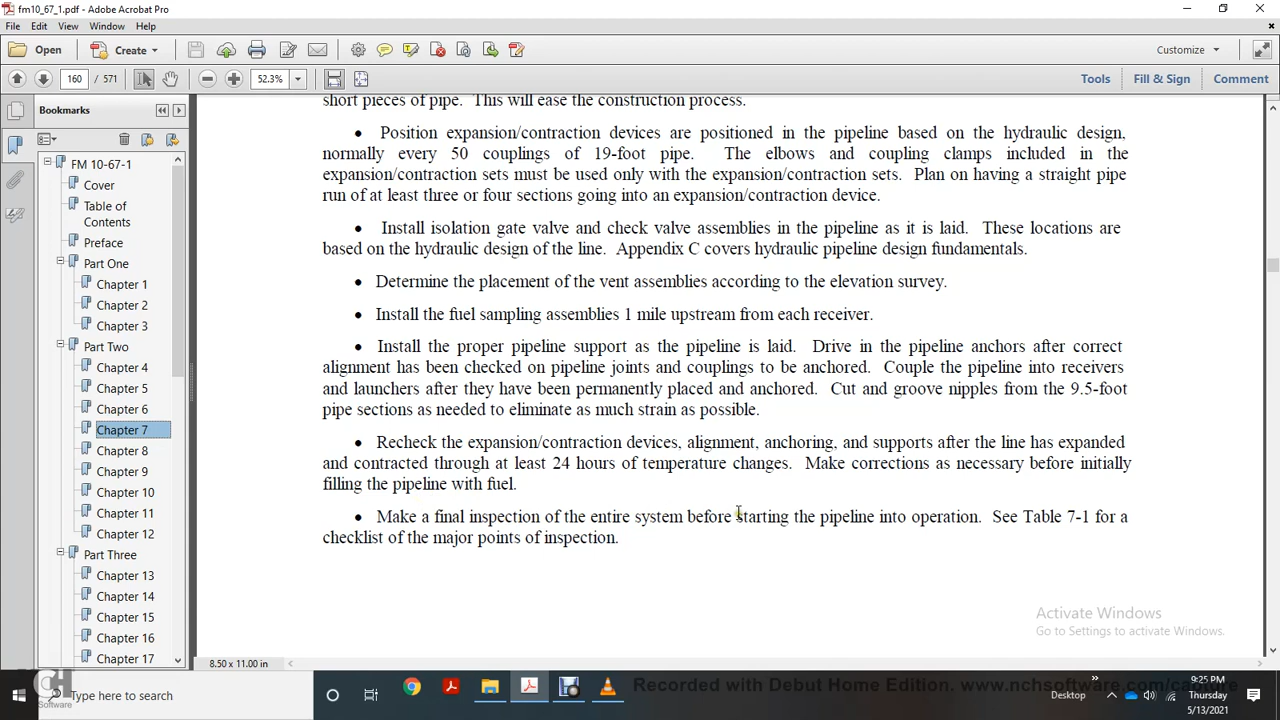 fm10_67_1.pdf - Adobe Acrobat Pro
File Edit View Window Help
Open Create Customize
160 / 571 52.3% Tools Fill & Sign Comment
Bookmarks
FM 10-67-1
Cover
Table of
Contents
Preface
Part One
Chapter 1
Chapter 2
Chapter 3
Part Two
Chapter 4
Chapter 5
Chapter 6
Chapter 7
Chapter 8
Chapter 9
Chapter 10
Chapter 11
Chapter 12
Part Three
Chapter 13
Chapter 14
Chapter 15
Chapter 16
Chapter 17
short pieces of pipe. This will ease the construction process.
• Position expansion/contraction devices are positioned in the pipeline based on the hydraulic design,
normally every 50 couplings of 19-foot pipe. The elbows and coupling clamps included in the
expansion/contraction sets must be used only with the expansion/contraction sets. Plan on having a straight pipe
run of at least three or four sections going into an expansion/contraction device.
• Install isolation gate valve and check valve assemblies in the pipeline as it is laid. These locations are
based on the hydraulic design of the line. Appendix C covers hydraulic pipeline design fundamentals.
• Determine the placement of the vent assemblies according to the elevation survey.
• Install the fuel sampling assemblies 1 mile upstream from each receiver.
• Install the proper pipeline support as the pipeline is laid. Drive in the pipeline anchors after correct
alignment has been checked on pipeline joints and couplings to be anchored. Couple the pipeline into receivers
and launchers after they have been permanently placed and anchored. Cut and groove nipples from the 9.5-foot
pipe sections as needed to eliminate as much strain as possible.
• Recheck the expansion/contraction devices, alignment, anchoring, and supports after the line has expanded
and contracted through at least 24 hours of temperature changes. Make corrections as necessary before initially
filling the pipeline with fuel.
• Make a final inspection of the entire system before starting the pipeline into operation. See Table 7-1 for a
checklist of the major points of inspection.
Activate Windows
Go to Settings to activate Windows.
8.50 x 11.00 in
Type here to search
Software
Recorded with Debut Home Edition. www.nchsoftware.com/capture
Desktop
9:25 PM
Thursday
5/13/2021